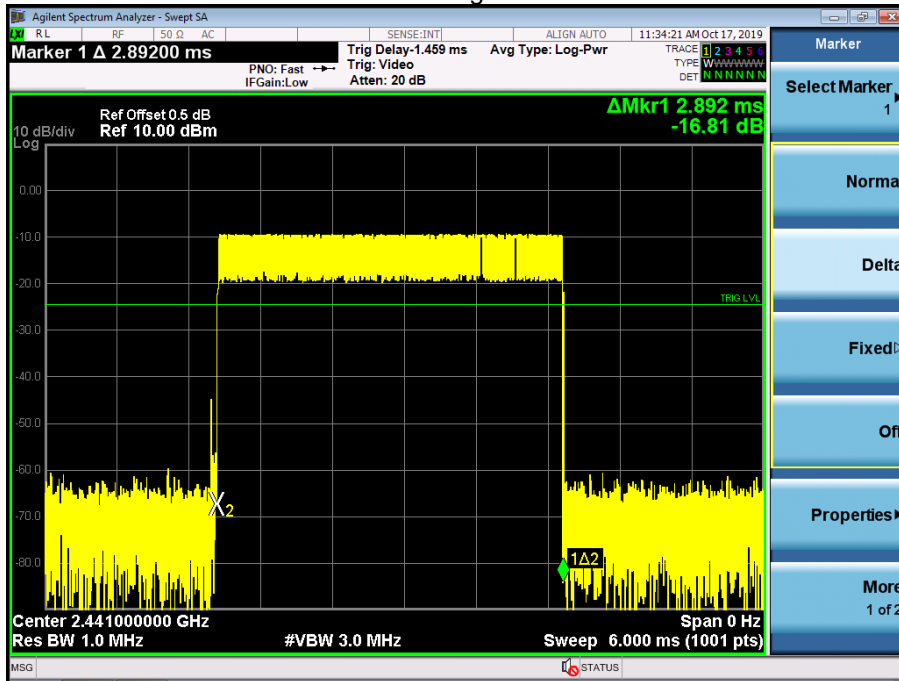 Agilent Spectrum Analyzer - Swept SA
LXI RL RF 50 Ω AC SENSE:INT ALIGN AUTO 11:34:21 AM Oct 17, 2019
Marker 1 Δ 2.89200 ms
PNO: Fast
IFGain:Low
Trig Delay-1.459 ms
Trig: Video
Atten: 20 dB
Avg Type: Log-Pwr
TRACE 1 2 3 4 5 6
TYPE WWWWWW
DET N N N N N N
ΔMkr1 2.892 ms
-16.81 dB
Ref Offset 0.5 dB
10 dB/div Ref 10.00 dBm
Log
0.00
-10.0
-20.0
TRIG LVL
-30.0
-40.0
-50.0
-60.0
-70.0
-80.0
2
1Δ2
Center 2.441000000 GHz Span 0 Hz
Res BW 1.0 MHz #VBW 3.0 MHz Sweep 6.000 ms (1001 pts)
MSG STATUS
Marker
Select Marker
1
Norma
Delta
Fixed
Off
Properties
More
1 of 2